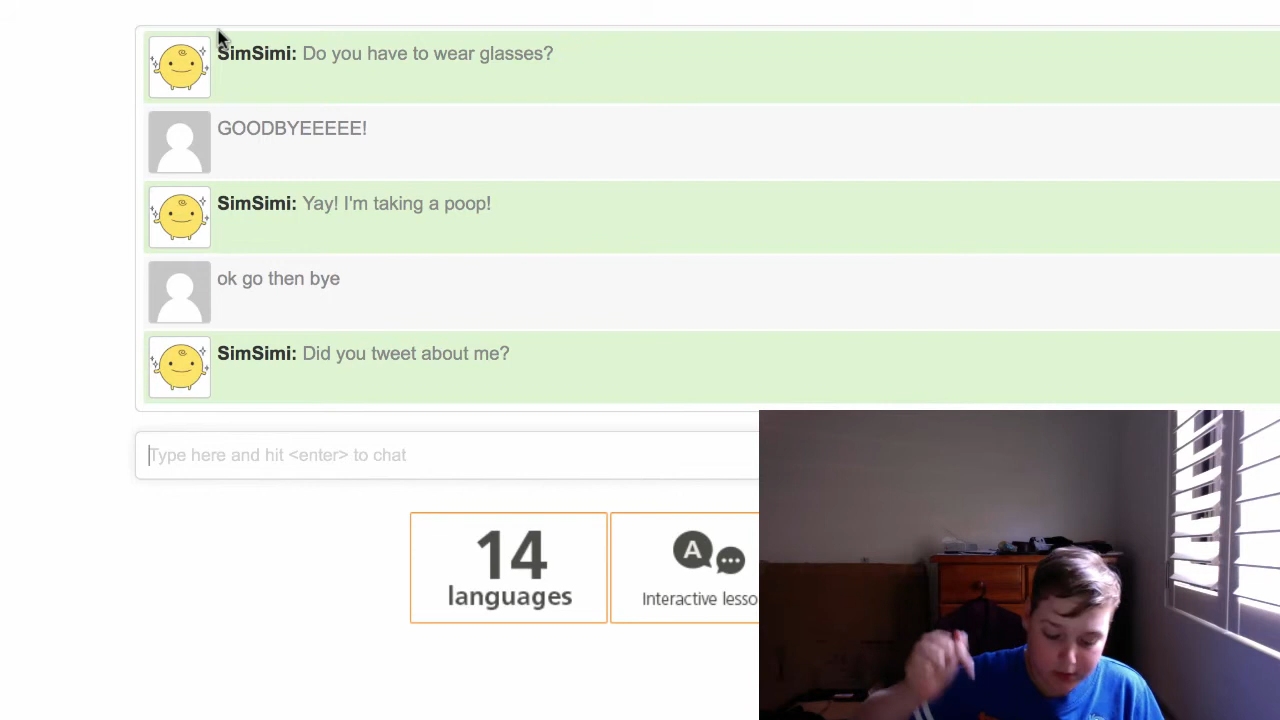 SimSimi: Do you have to wear glasses?
GOODBYEEEEE!
SimSimi: Yay! I'm taking a poop!
ok go then bye
SimSimi: Did you tweet about me?
Type here and hit <enter> to chat
14
languages
A
Interactive lesso